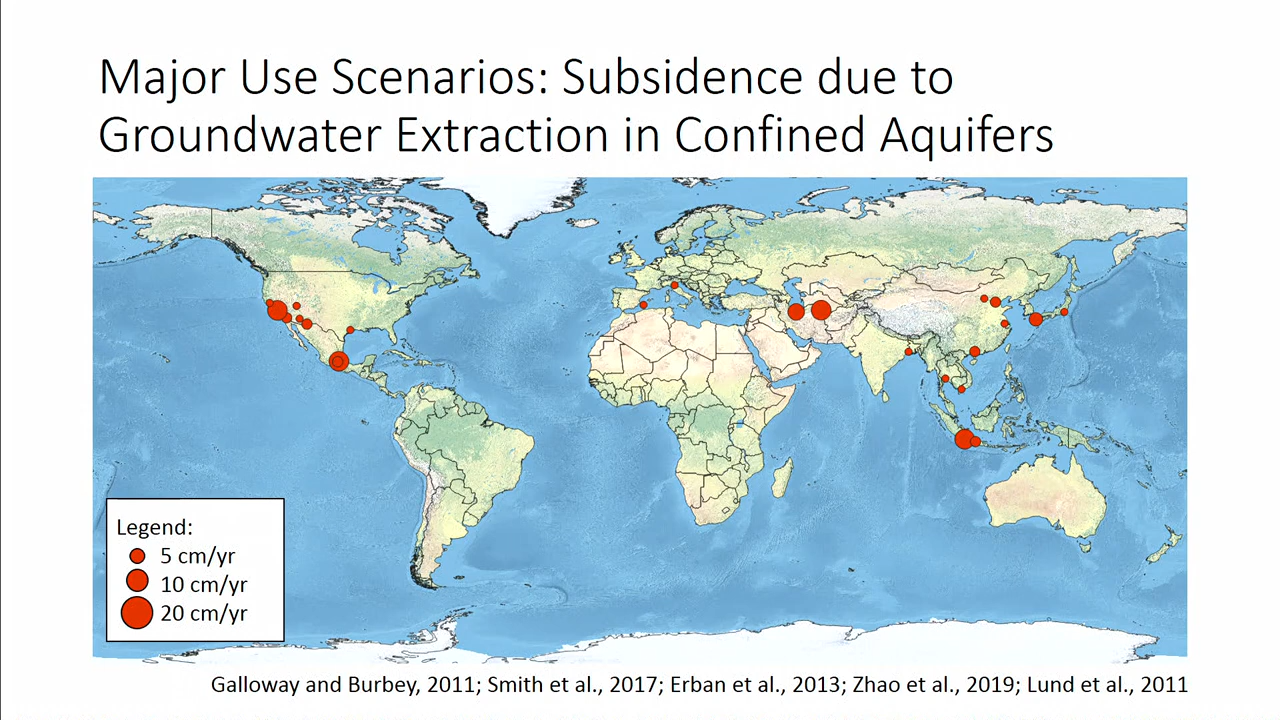 Major Use Scenarios: Subsidence due to
Groundwater Extraction in Confined Aquifers
Legend:
5 cm/yr
10 cm/yr
20 cm/yr
Galloway and Burbey, 2011; Smith et al., 2017; Erban et al., 2013; Zhao et al., 2019; Lund et al., 2011